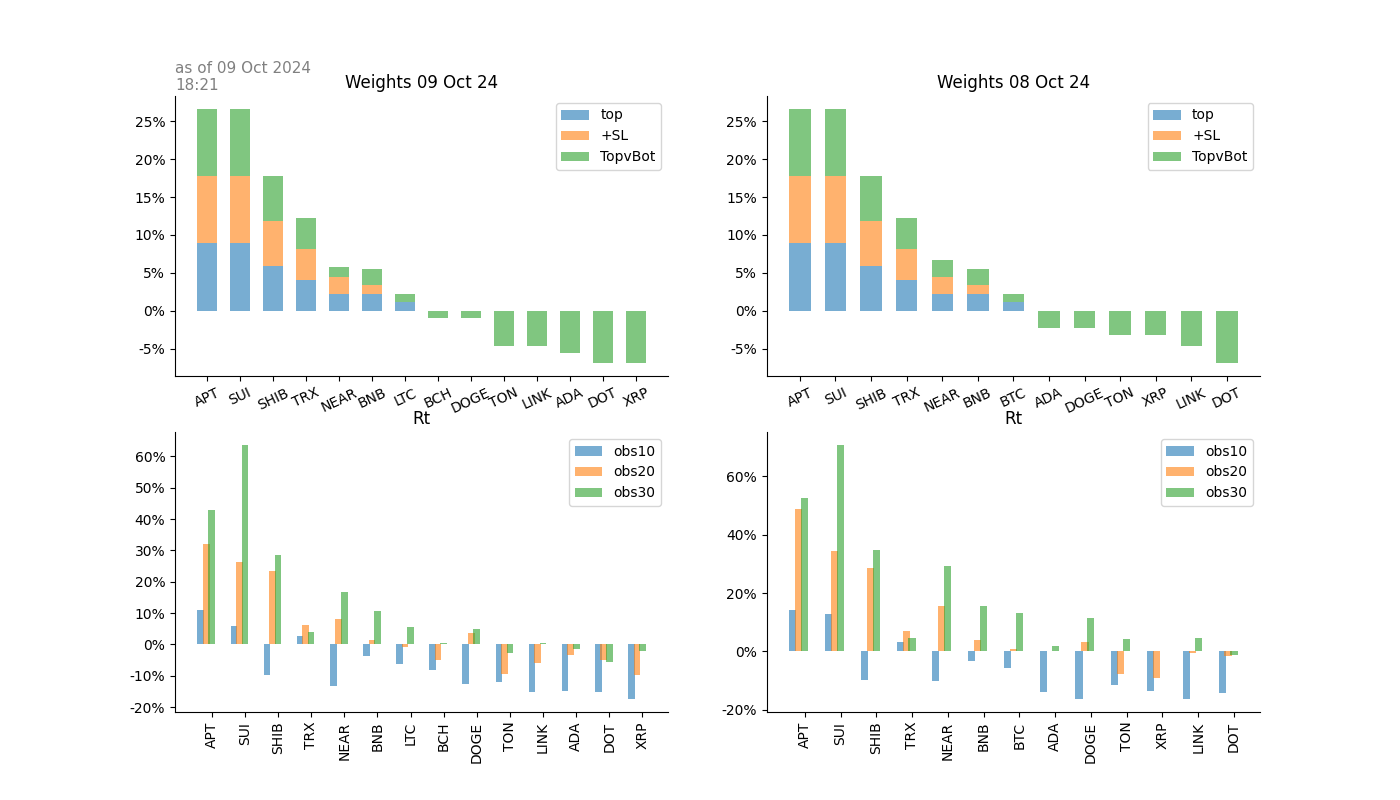 as of 09 Oct 2024
18:21
Weights 09 Oct 24
25%
20%
15%
10%
5%
0%
-5%
top
+SL
TopvBot
APT SUI SHIB TRX NEAR BNB LTC BCH DOGE TON LINK ADA DOT XRP
Weights 08 Oct 24
25%
20%
15%
10%
5%
0%
-5%
top
+SL
TopvBot
APT SUI SHIB TRX NEAR BNB BTC ADA DOGE TON XRP LINK DOT
Rt
60%
50%
40%
30%
20%
10%
0%
-10%
-20%
obs10
obs20
obs30
APT SUI SHIB TRX NEAR BNB LTC BCH DOGE TON LINK ADA DOT XRP
Rt
60%
40%
20%
0%
-20%
obs10
obs20
obs30
APT SUI SHIB TRX NEAR BNB BTC ADA DOGE TON XRP LINK DOT